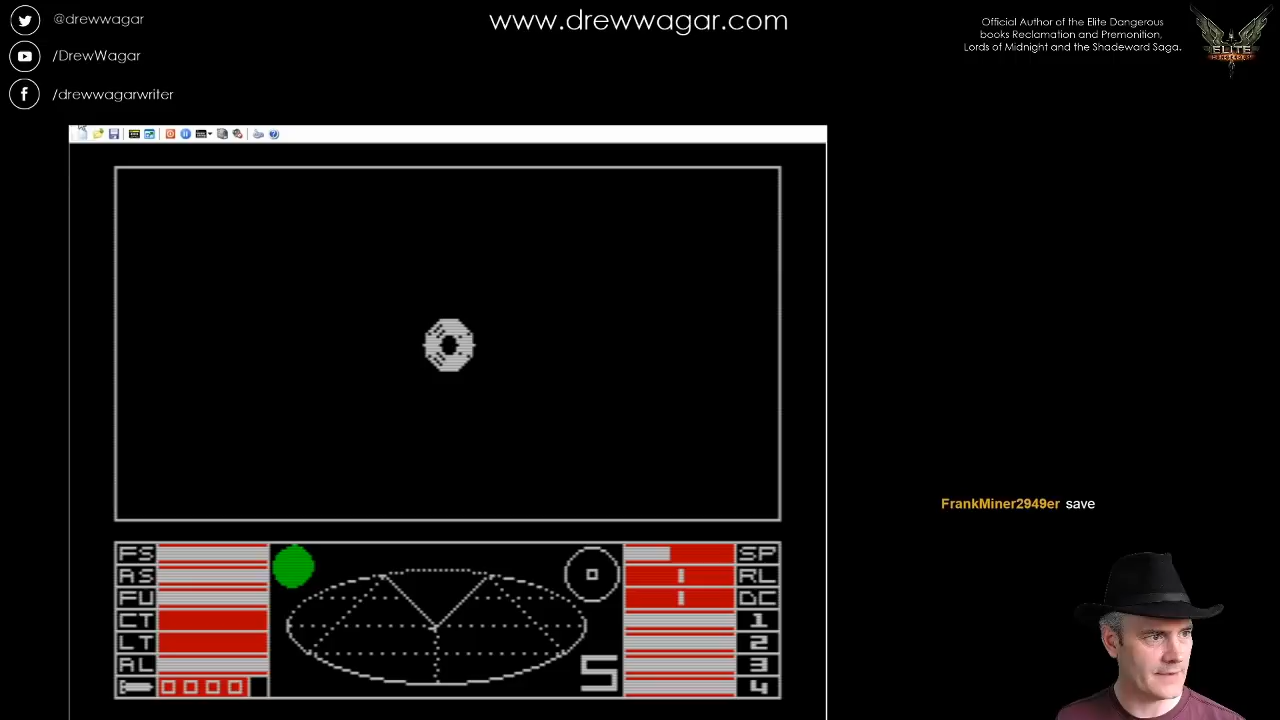 @drewwagar
/DrewWagar
/drewwagarwriter
www.drewwagar.com
Official Author of the Elite Dangerous
books Reclamation and Premonition,
Lords of Midnight and the Shadeward Saga.
ELITE
FrankMiner2949er save
FS
AS
FU
CT
LT
AL
S
SP
RL
DC
1
2
3
4